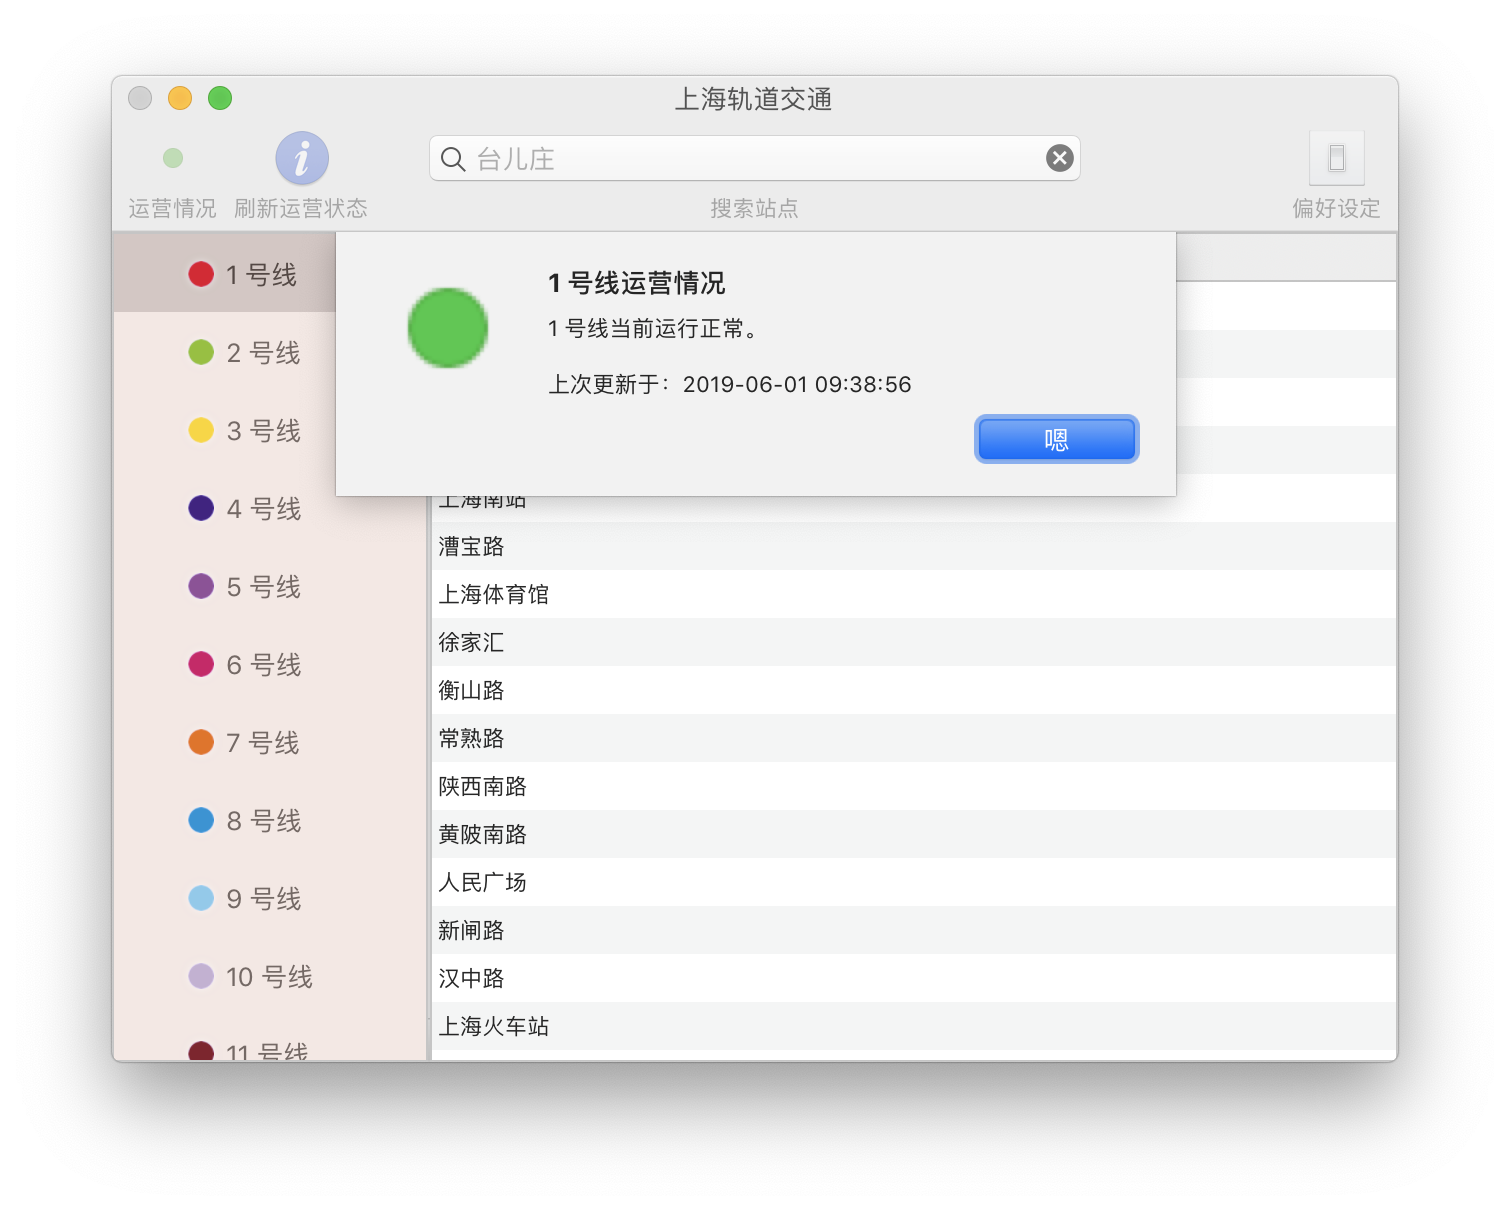 上海轨道交通
台儿庄
运营情况
刷新运营状态
搜索站点
偏好设定
1 号线
2 号线
3 号线
4 号线
5 号线
6 号线
7 号线
8 号线
9 号线
10 号线
11 号线
1 号线运营情况
1 号线当前运行正常。
上次更新于：2019-06-01 09:38:56
嗯
上海南站
漕宝路
上海体育馆
徐家汇
衡山路
常熟路
陕西南路
黄陂南路
人民广场
新闸路
汉中路
上海火车站